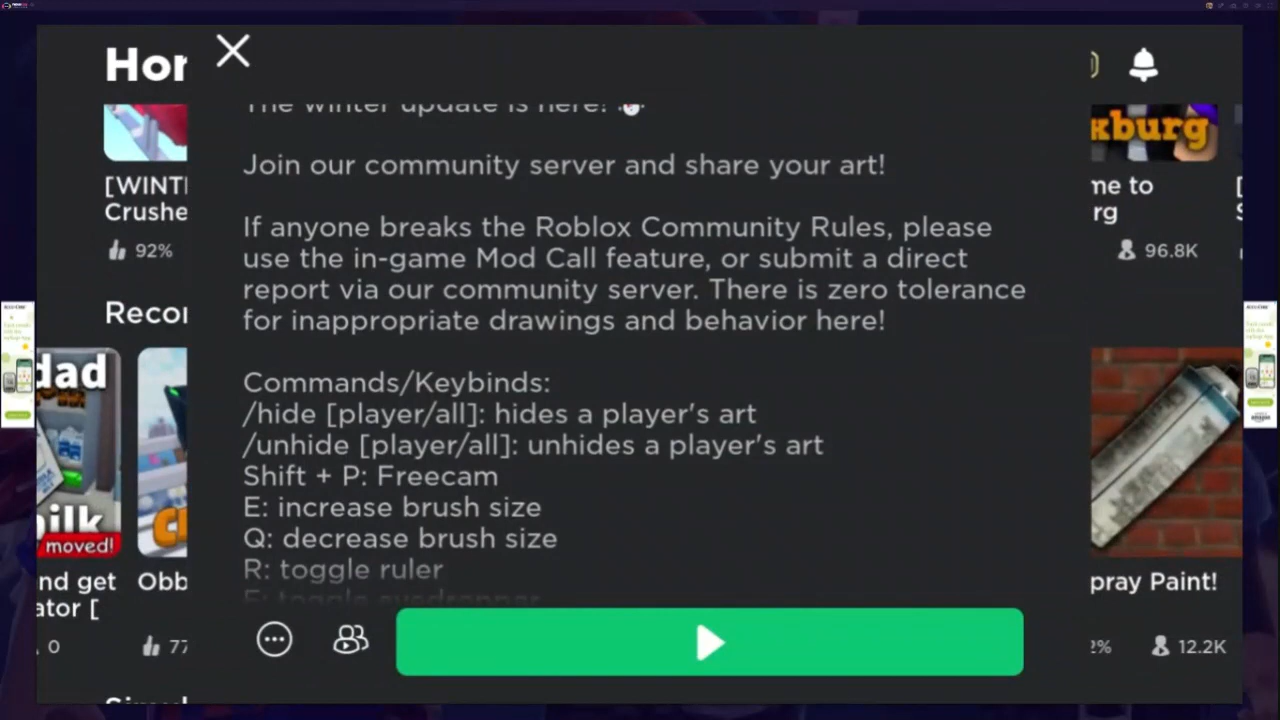 Hor
The winter update is here!
Join our community server and share your art!
If anyone breaks the Roblox Community Rules, please
use the in-game Mod Call feature, or submit a direct
report via our community server. There is zero tolerance
for inappropriate drawings and behavior here!
Commands/Keybinds:
/hide [player/all]: hides a player's art
/unhide [player/all]: unhides a player's art
Shift + P: Freecam
E: increase brush size
Q: decrease brush size
R: toggle ruler
F: toggle eyedropper
[WINTI
Crushe
92%
kburg
me to
rg
96.8K
Recor
dad
ilk
moved!
nd get
ator [
0
Obb
77
pray Paint!
2%
12.2K